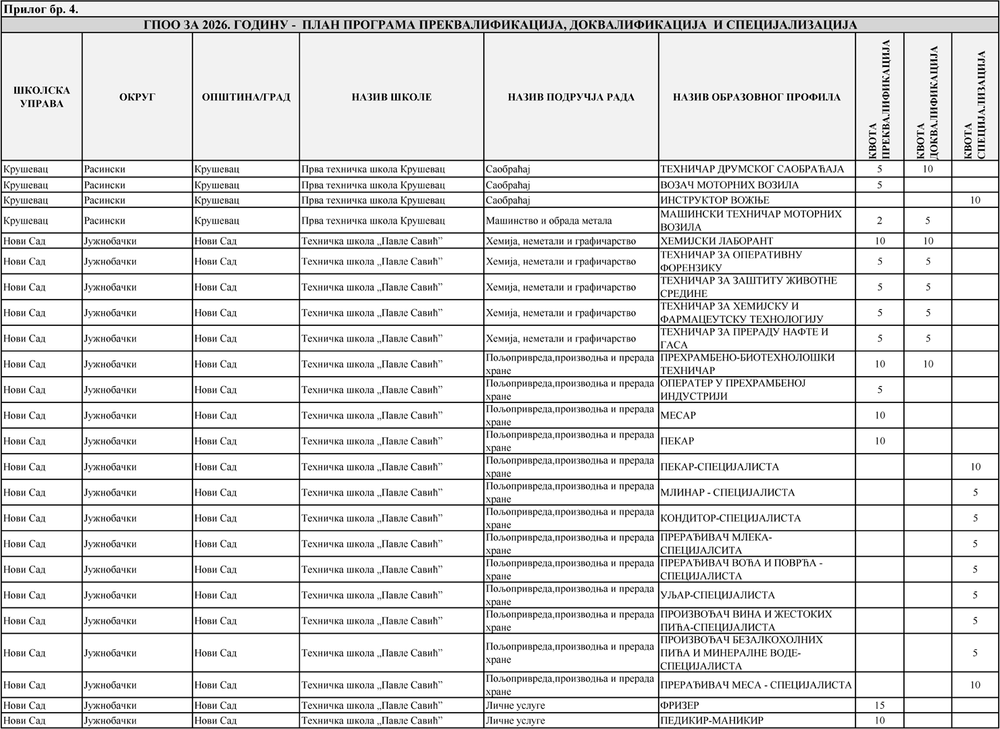 Прилог бр. 4.
ГПОО ЗА 2026. ГОДИНУ - ПЛАН ПРОГРАМА ПРЕКВАЛИФИКАЦИЈА, ДОКВАЛИФИКАЦИЈА И СПЕЦИЈАЛИЗАЦИЈА
ШКОЛСКА УПРАВА ОКРУГ ОПШТИНА/ГРАД НАЗИВ ШКОЛЕ НАЗИВ ПОДРУЧЈА РАДА НАЗИВ ОБРАЗОВНОГ ПРОФИЛА КВОТА ПРЕКВАЛИФИКАЦИЈА КВОТА ДОКВАЛИФИКАЦИЈА КВОТА СПЕЦИЈАЛИЗАЦИЈА
Крушевац Расински Крушевац Прва техничка школа Крушевац Саобраћај ТЕХНИЧАР ДРУМСКОГ САОБРАЋАЈА 5 10
Крушевац Расински Крушевац Прва техничка школа Крушевац Саобраћај ВОЗАЧ МОТОРНИХ ВОЗИЛА 5
Крушевац Расински Крушевац Прва техничка школа Крушевац Саобраћај ИНСТРУКТОР ВОЖЊЕ 10
Крушевац Расински Крушевац Прва техничка школа Крушевац Машинство и обрада метала МАШИНСКИ ТЕХНИЧАР МОТОРНИХ ВОЗИЛА 2 5
Нови Сад Јужнобачки Нови Сад Техничка школа „Павле Савић” Хемија, неметали и графичарство ХЕМИЈСКИ ЛАБОРАНТ 10 10
Нови Сад Јужнобачки Нови Сад Техничка школа „Павле Савић” Хемија, неметали и графичарство ТЕХНИЧАР ЗА ОПЕРАТИВНУ ФОРЕНЗИКУ 5 5
Нови Сад Јужнобачки Нови Сад Техничка школа „Павле Савић” Хемија, неметали и графичарство ТЕХНИЧАР ЗА ЗАШТИТУ ЖИВОТНЕ СРЕДИНЕ 5 5
Нови Сад Јужнобачки Нови Сад Техничка школа „Павле Савић” Хемија, неметали и графичарство ТЕХНИЧАР ЗА ХЕМИЈСКУ И ФАРМАЦЕУТСКУ ТЕХНОЛОГИЈУ 5 5
Нови Сад Јужнобачки Нови Сад Техничка школа „Павле Савић” Хемија, неметали и графичарство ТЕХНИЧАР ЗА ПРЕРАДУ НАФТЕ И ГАСА 5 5
Нови Сад Јужнобачки Нови Сад Техничка школа „Павле Савић” Пољопривреда,производња и прерада хране ПРЕХРАМБЕНО-БИОТЕХНОЛОШКИ ТЕХНИЧАР 10 10
Нови Сад Јужнобачки Нови Сад Техничка школа „Павле Савић” Пољопривреда,производња и прерада хране ОПЕРАТЕР У ПРЕХРАМБЕНОЈ ИНДУСТРИЈИ 5
Нови Сад Јужнобачки Нови Сад Техничка школа „Павле Савић” Пољопривреда,производња и прерада хране МЕСАР 10
Нови Сад Јужнобачки Нови Сад Техничка школа „Павле Савић” Пољопривреда,производња и прерада хране ПЕКАР 10
Нови Сад Јужнобачки Нови Сад Техничка школа „Павле Савић” Пољопривреда,производња и прерада хране ПЕКАР-СПЕЦИЈАЛИСТА 10
Нови Сад Јужнобачки Нови Сад Техничка школа „Павле Савић” Пољопривреда,производња и прерада хране МЛИНАР - СПЕЦИЈАЛИСТА 5
Нови Сад Јужнобачки Нови Сад Техничка школа „Павле Савић” Пољопривреда,производња и прерада хране КОНДИТОР-СПЕЦИЈАЛИСТА 5
Нови Сад Јужнобачки Нови Сад Техничка школа „Павле Савић” Пољопривреда,производња и прерада хране ПРЕРАЂИВАЧ МЛЕКА-СПЕЦИЈАЛСИТА 5
Нови Сад Јужнобачки Нови Сад Техничка школа „Павле Савић” Пољопривреда,производња и прерада хране ПРЕРАЂИВАЧ ВОЋА И ПОВРЋА - СПЕЦИЈАЛИСТА 5
Нови Сад Јужнобачки Нови Сад Техничка школа „Павле Савић” Пољопривреда,производња и прерада хране УЉАР-СПЕЦИЈАЛИСТА 5
Нови Сад Јужнобачки Нови Сад Техничка школа „Павле Савић” Пољопривреда,производња и прерада хране ПРОИЗВОЂАЧ ВИНА И ЖЕСТОКИХ ПИЋА-СПЕЦИЈАЛИСТА 5
Нови Сад Јужнобачки Нови Сад Техничка школа „Павле Савић” Пољопривреда,производња и прерада хране ПРОИЗВОЂАЧ БЕЗАЛКОХОЛНИХ ПИЋА И МИНЕРАЛНЕ ВОДЕ-СПЕЦИЈАЛИСТА 5
Нови Сад Јужнобачки Нови Сад Техничка школа „Павле Савић” Пољопривреда,производња и прерада хране ПРЕРАЂИВАЧ МЕСА - СПЕЦИЈАЛИСТА 10
Нови Сад Јужнобачки Нови Сад Техничка школа „Павле Савић” Личне услуге ФРИЗЕР 15
Нови Сад Јужнобачки Нови Сад Техничка школа „Павле Савић” Личне услуге ПЕДИКИР-МАНИКИР 10